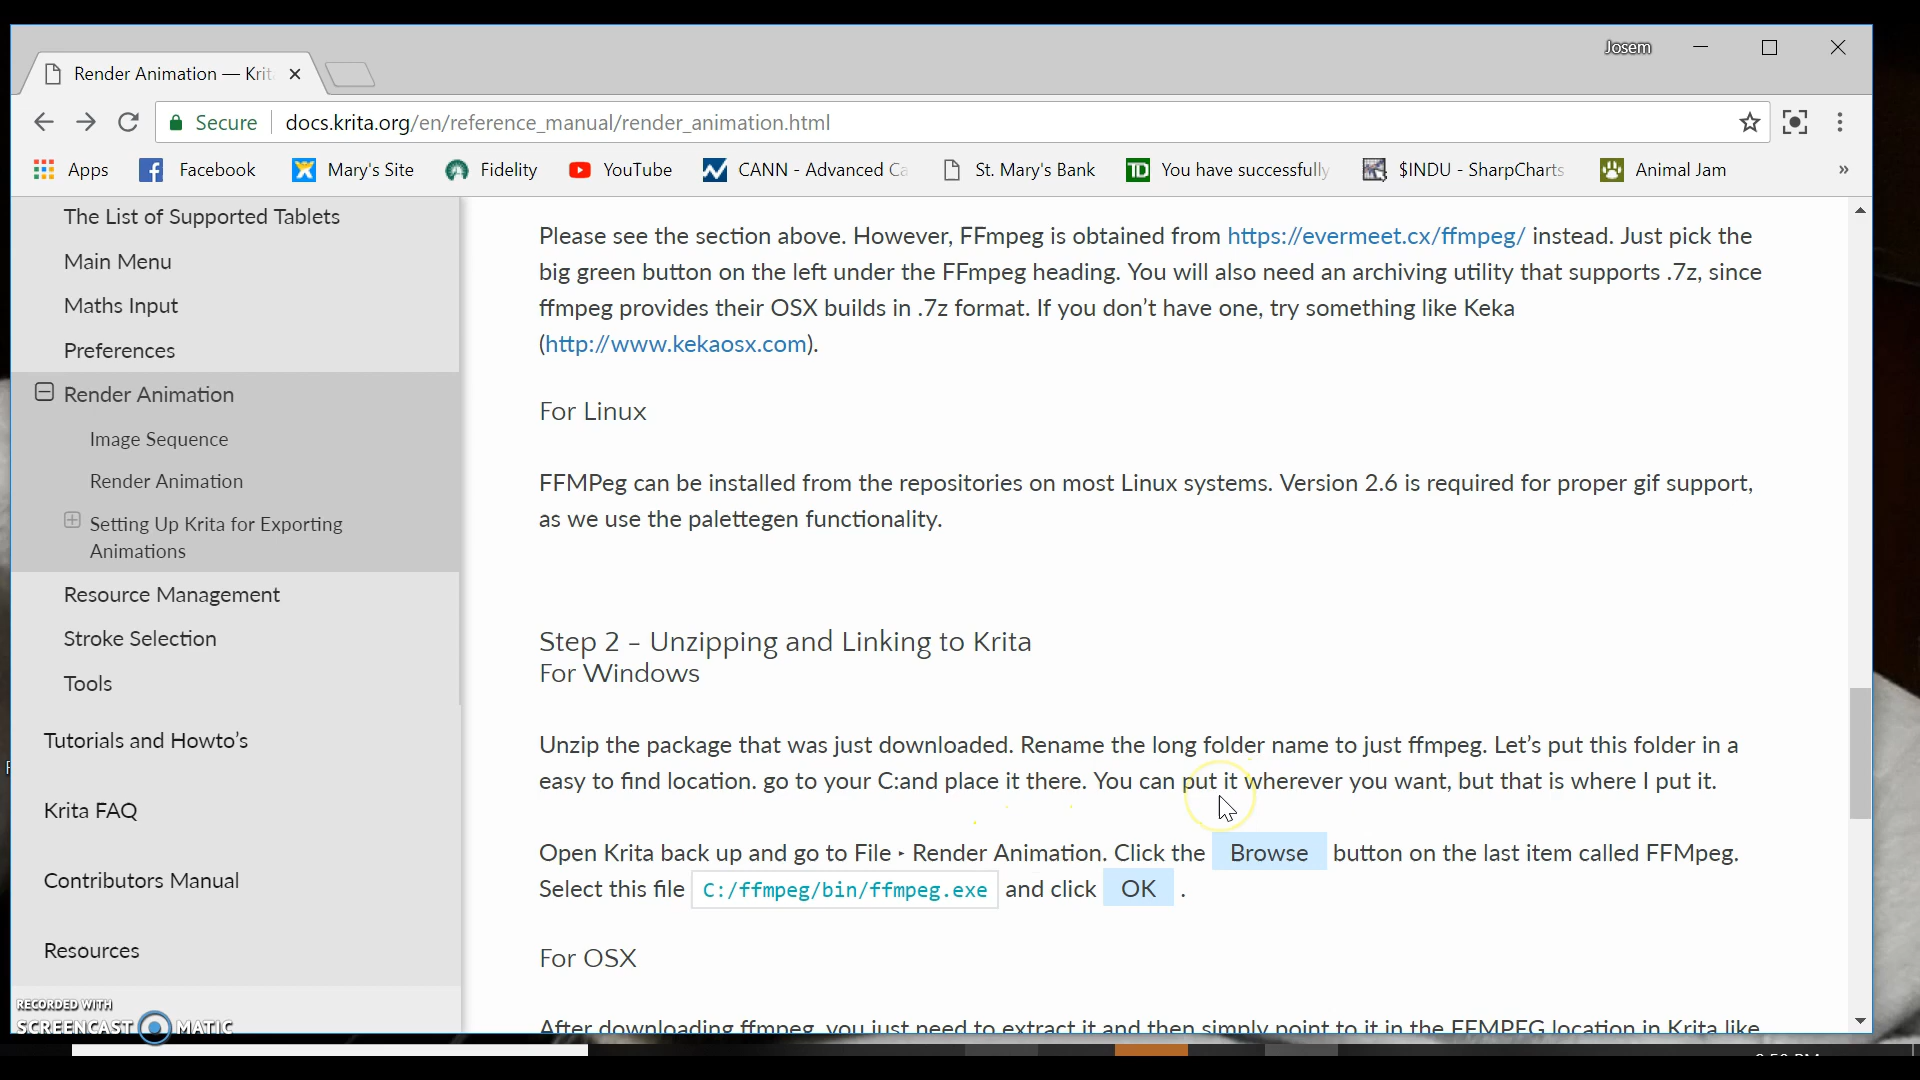 Josem
Render Animation — Krit
Secure
docs.krita.org/en/reference_manual/render_animation.html
Apps
Facebook
Mary's Site
Fidelity
YouTube
CANN - Advanced Ca
St. Mary's Bank
You have successfully
$INDU - SharpCharts
Animal Jam
»
The List of Supported Tablets
Main Menu
Maths Input
Preferences
Render Animation
Image Sequence
Render Animation
Setting Up Krita for Exporting
Animations
Resource Management
Stroke Selection
Tools
Tutorials and Howto’s
Krita FAQ
Contributors Manual
Resources
Please see the section above. However, FFmpeg is obtained from https://evermeet.cx/ffmpeg/ instead. Just pick the
big green button on the left under the FFmpeg heading. You will also need an archiving utility that supports .7z, since
ffmpeg provides their OSX builds in .7z format. If you don’t have one, try something like Keka
(http://www.kekaosx.com).
For Linux
FFMPeg can be installed from the repositories on most Linux systems. Version 2.6 is required for proper gif support,
as we use the palettegen functionality.
Step 2 – Unzipping and Linking to Krita
For Windows
Unzip the package that was just downloaded. Rename the long folder name to just ffmpeg. Let’s put this folder in a
easy to find location. go to your C:and place it there. You can put it wherever you want, but that is where I put it.
Open Krita back up and go to File ‣ Render Animation. Click the Browse button on the last item called FFMpeg.
Select this file C:/ffmpeg/bin/ffmpeg.exe and click OK .
For OSX
After downloading ffmpeg, you just need to extract it and then simply point to it in the FFMPEG location in Krita like
RECORDED WITH
SCREENCAST MATIC